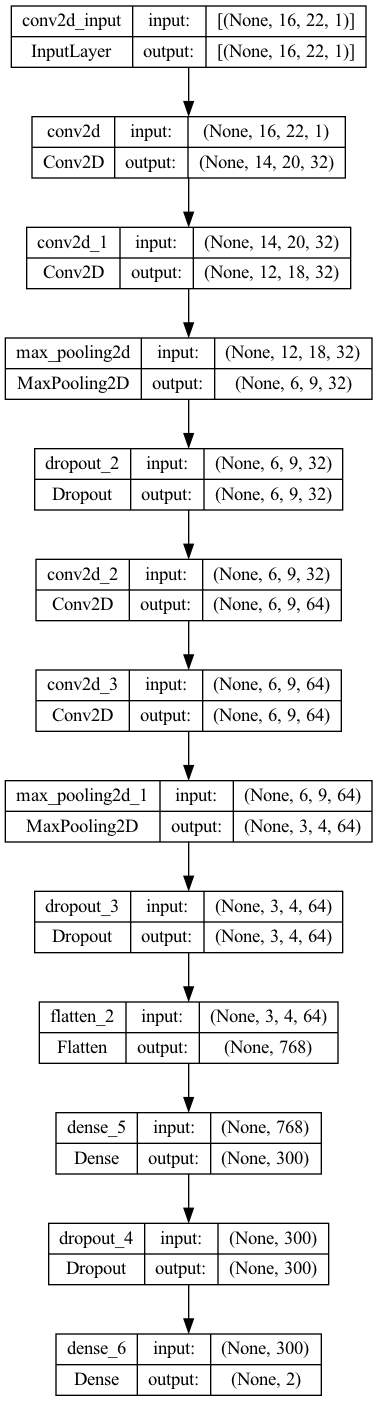 conv2d_input input: [(None, 16, 22, 1)]
InputLayer output: [(None, 16, 22, 1)]
conv2d input: (None, 16, 22, 1)
Conv2D output: (None, 14, 20, 32)
conv2d_1 input: (None, 14, 20, 32)
Conv2D output: (None, 12, 18, 32)
max_pooling2d input: (None, 12, 18, 32)
MaxPooling2D output: (None, 6, 9, 32)
dropout_2 input: (None, 6, 9, 32)
Dropout output: (None, 6, 9, 32)
conv2d_2 input: (None, 6, 9, 32)
Conv2D output: (None, 6, 9, 64)
conv2d_3 input: (None, 6, 9, 64)
Conv2D output: (None, 6, 9, 64)
max_pooling2d_1 input: (None, 6, 9, 64)
MaxPooling2D output: (None, 3, 4, 64)
dropout_3 input: (None, 3, 4, 64)
Dropout output: (None, 3, 4, 64)
flatten_2 input: (None, 3, 4, 64)
Flatten output: (None, 768)
dense_5 input: (None, 768)
Dense output: (None, 300)
dropout_4 input: (None, 300)
Dropout output: (None, 300)
dense_6 input: (None, 300)
Dense output: (None, 2)